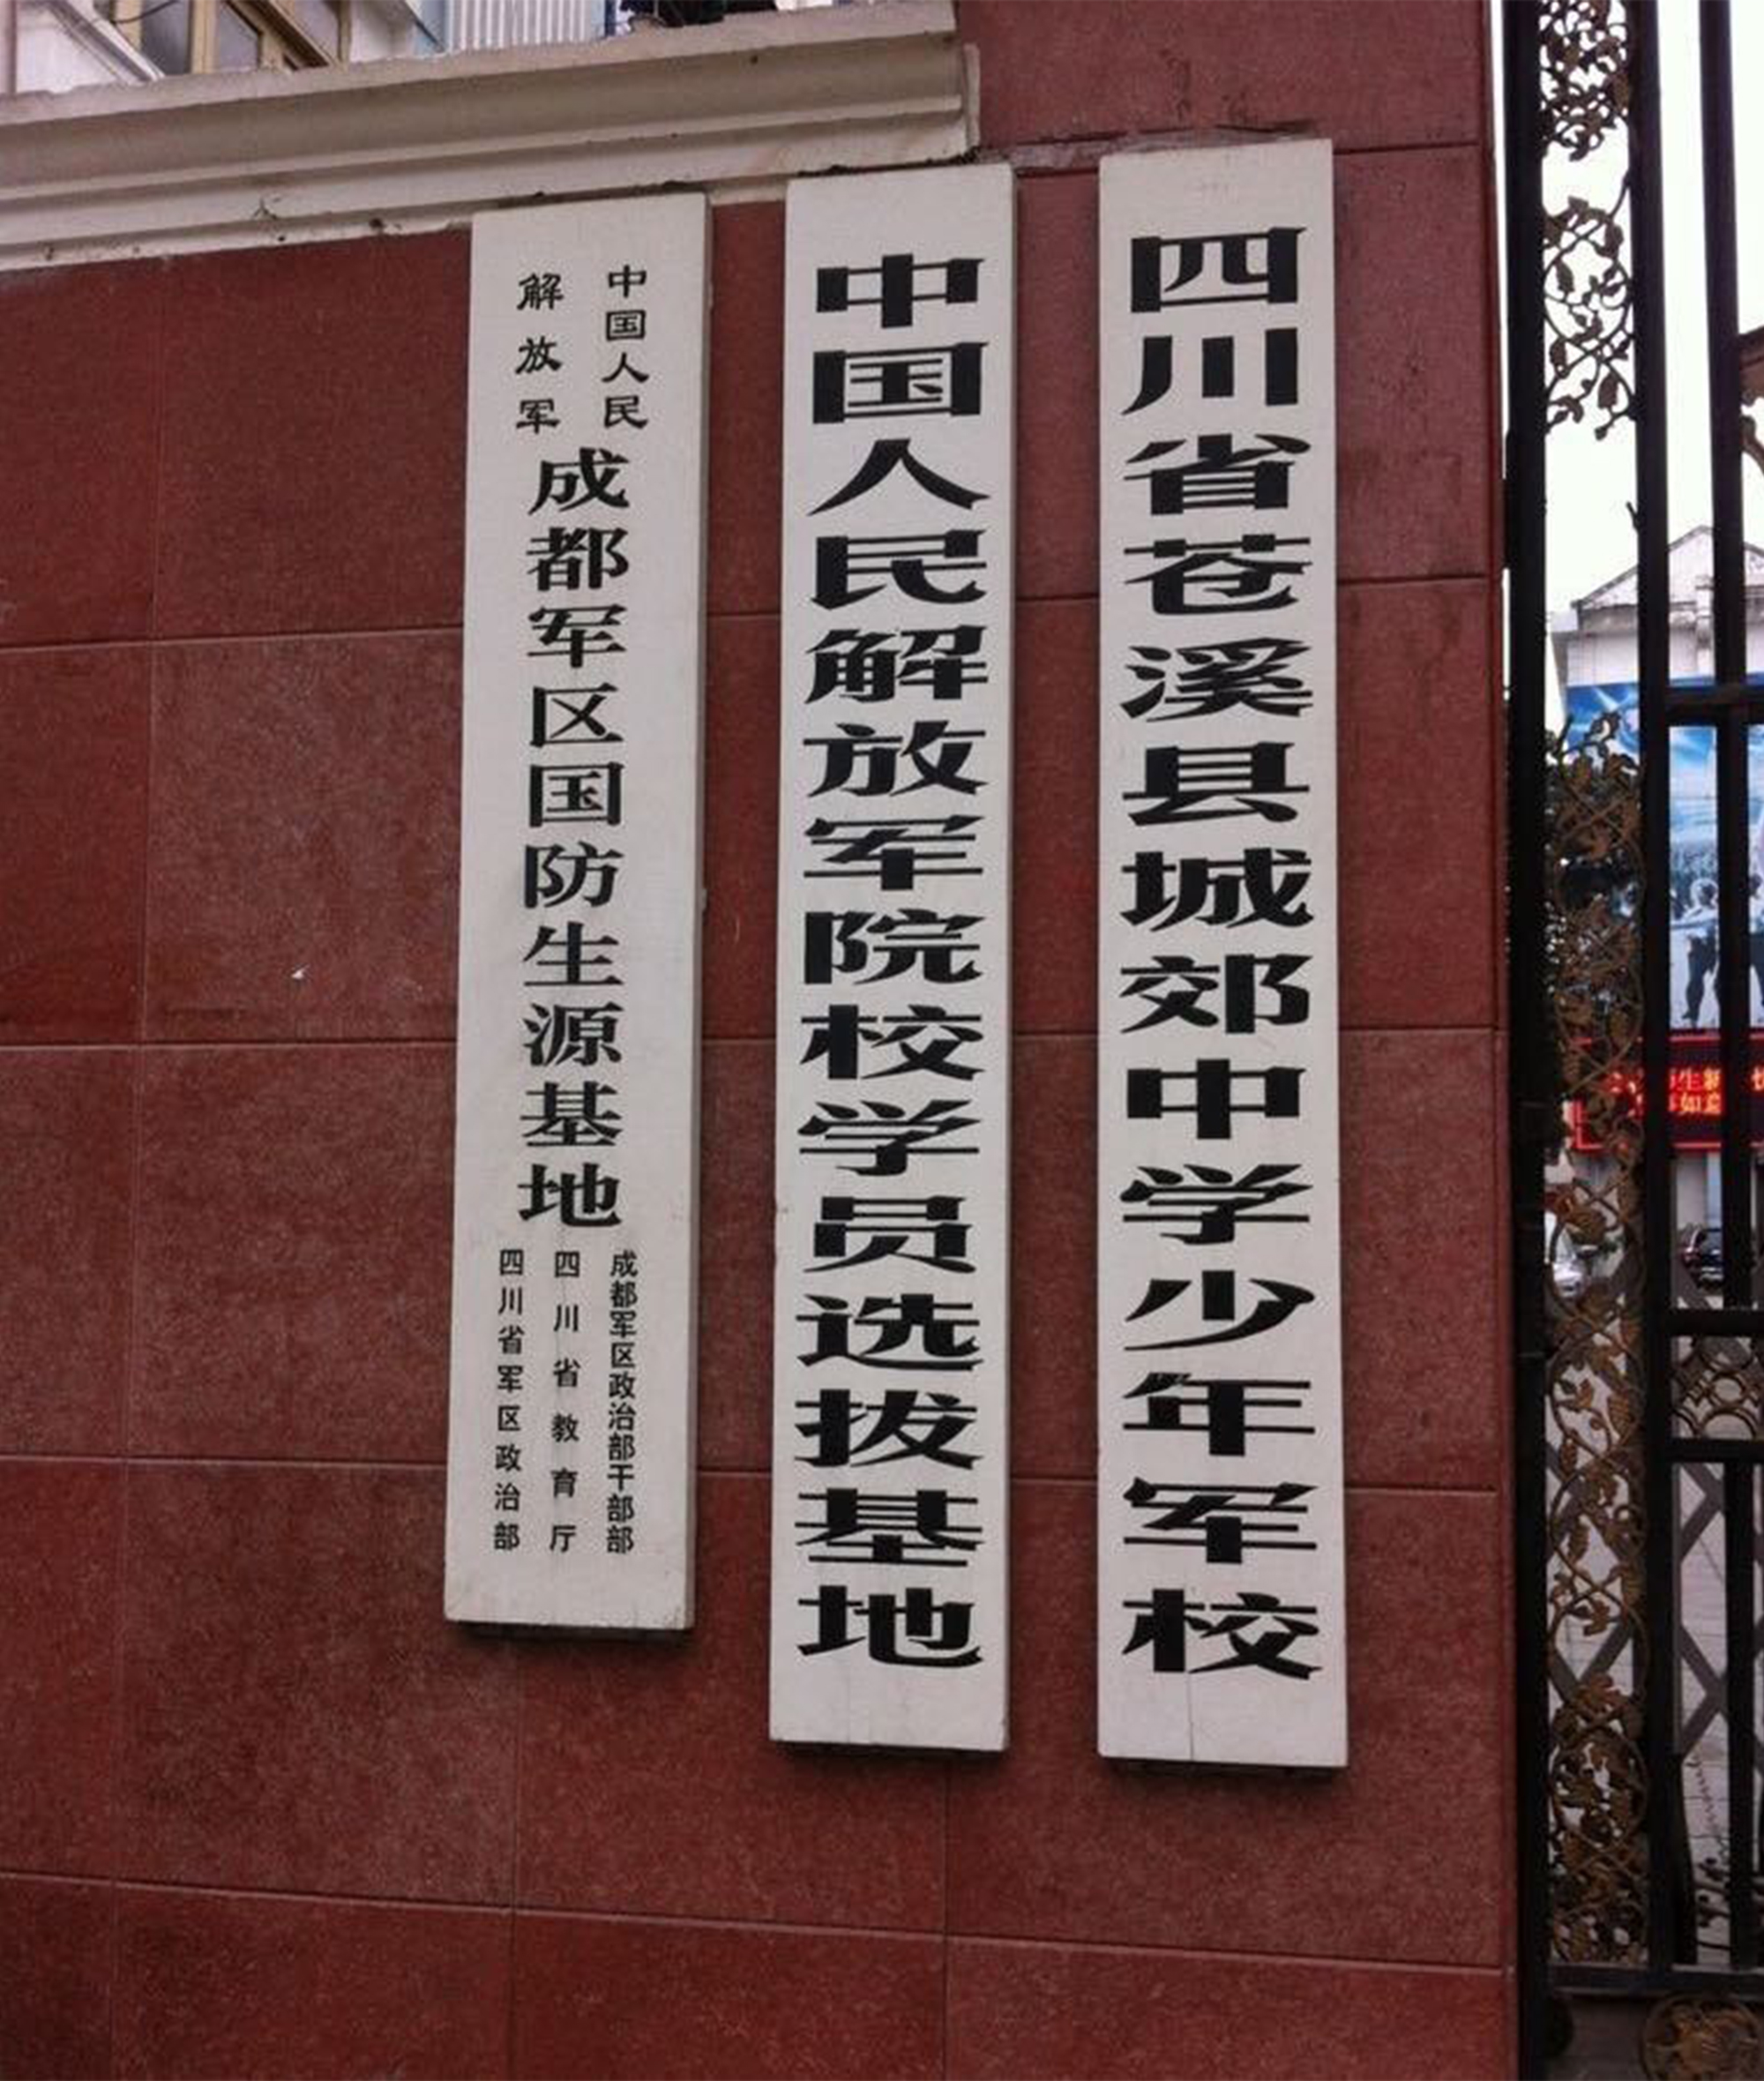 四川省苍溪县城郊中学少年军校
中国人民解放军院校学员选拔基地
中国人民
解放军
成都军区国防生源基地
成都军区政治部干部部
四川省教育厅
四川省军区政治部